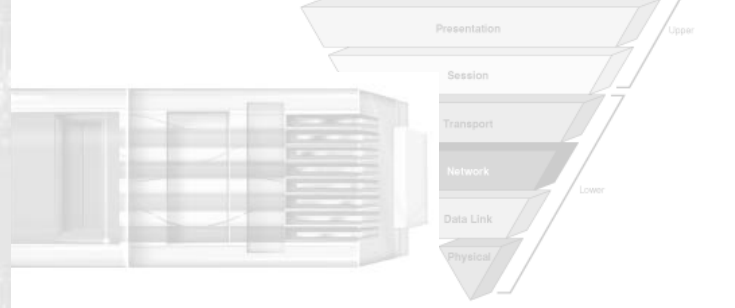 Presentation
Upper
Session
Transport
Network
Lower
Data Link
Physical